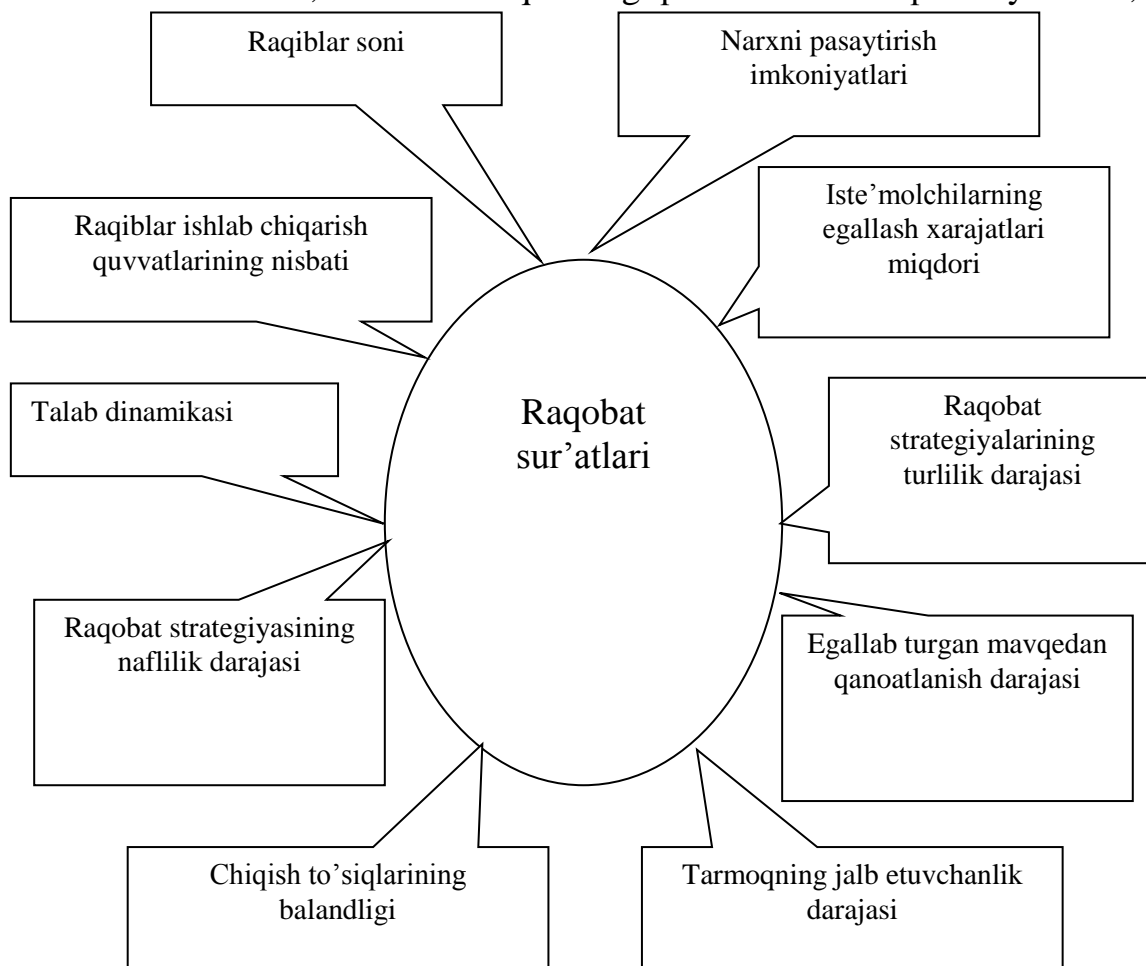 Raqiblar soni
Narxni pasaytirish
imkoniyatlari
Raqiblar ishlab chiqarish
quvvatlarining nisbati
Iste’molchilarning
egallash xarajatlari
miqdori
Talab dinamikasi
Raqobat
sur’atlari
Raqobat
strategiyalarining
turlilik darajasi
Raqobat strategiyasining
naflilik darajasi
Egallab turgan mavqedan
qanoatlanish darajasi
Chiqish to’siqlarining
balandligi
Tarmoqning jalb etuvchanlik
darajasi